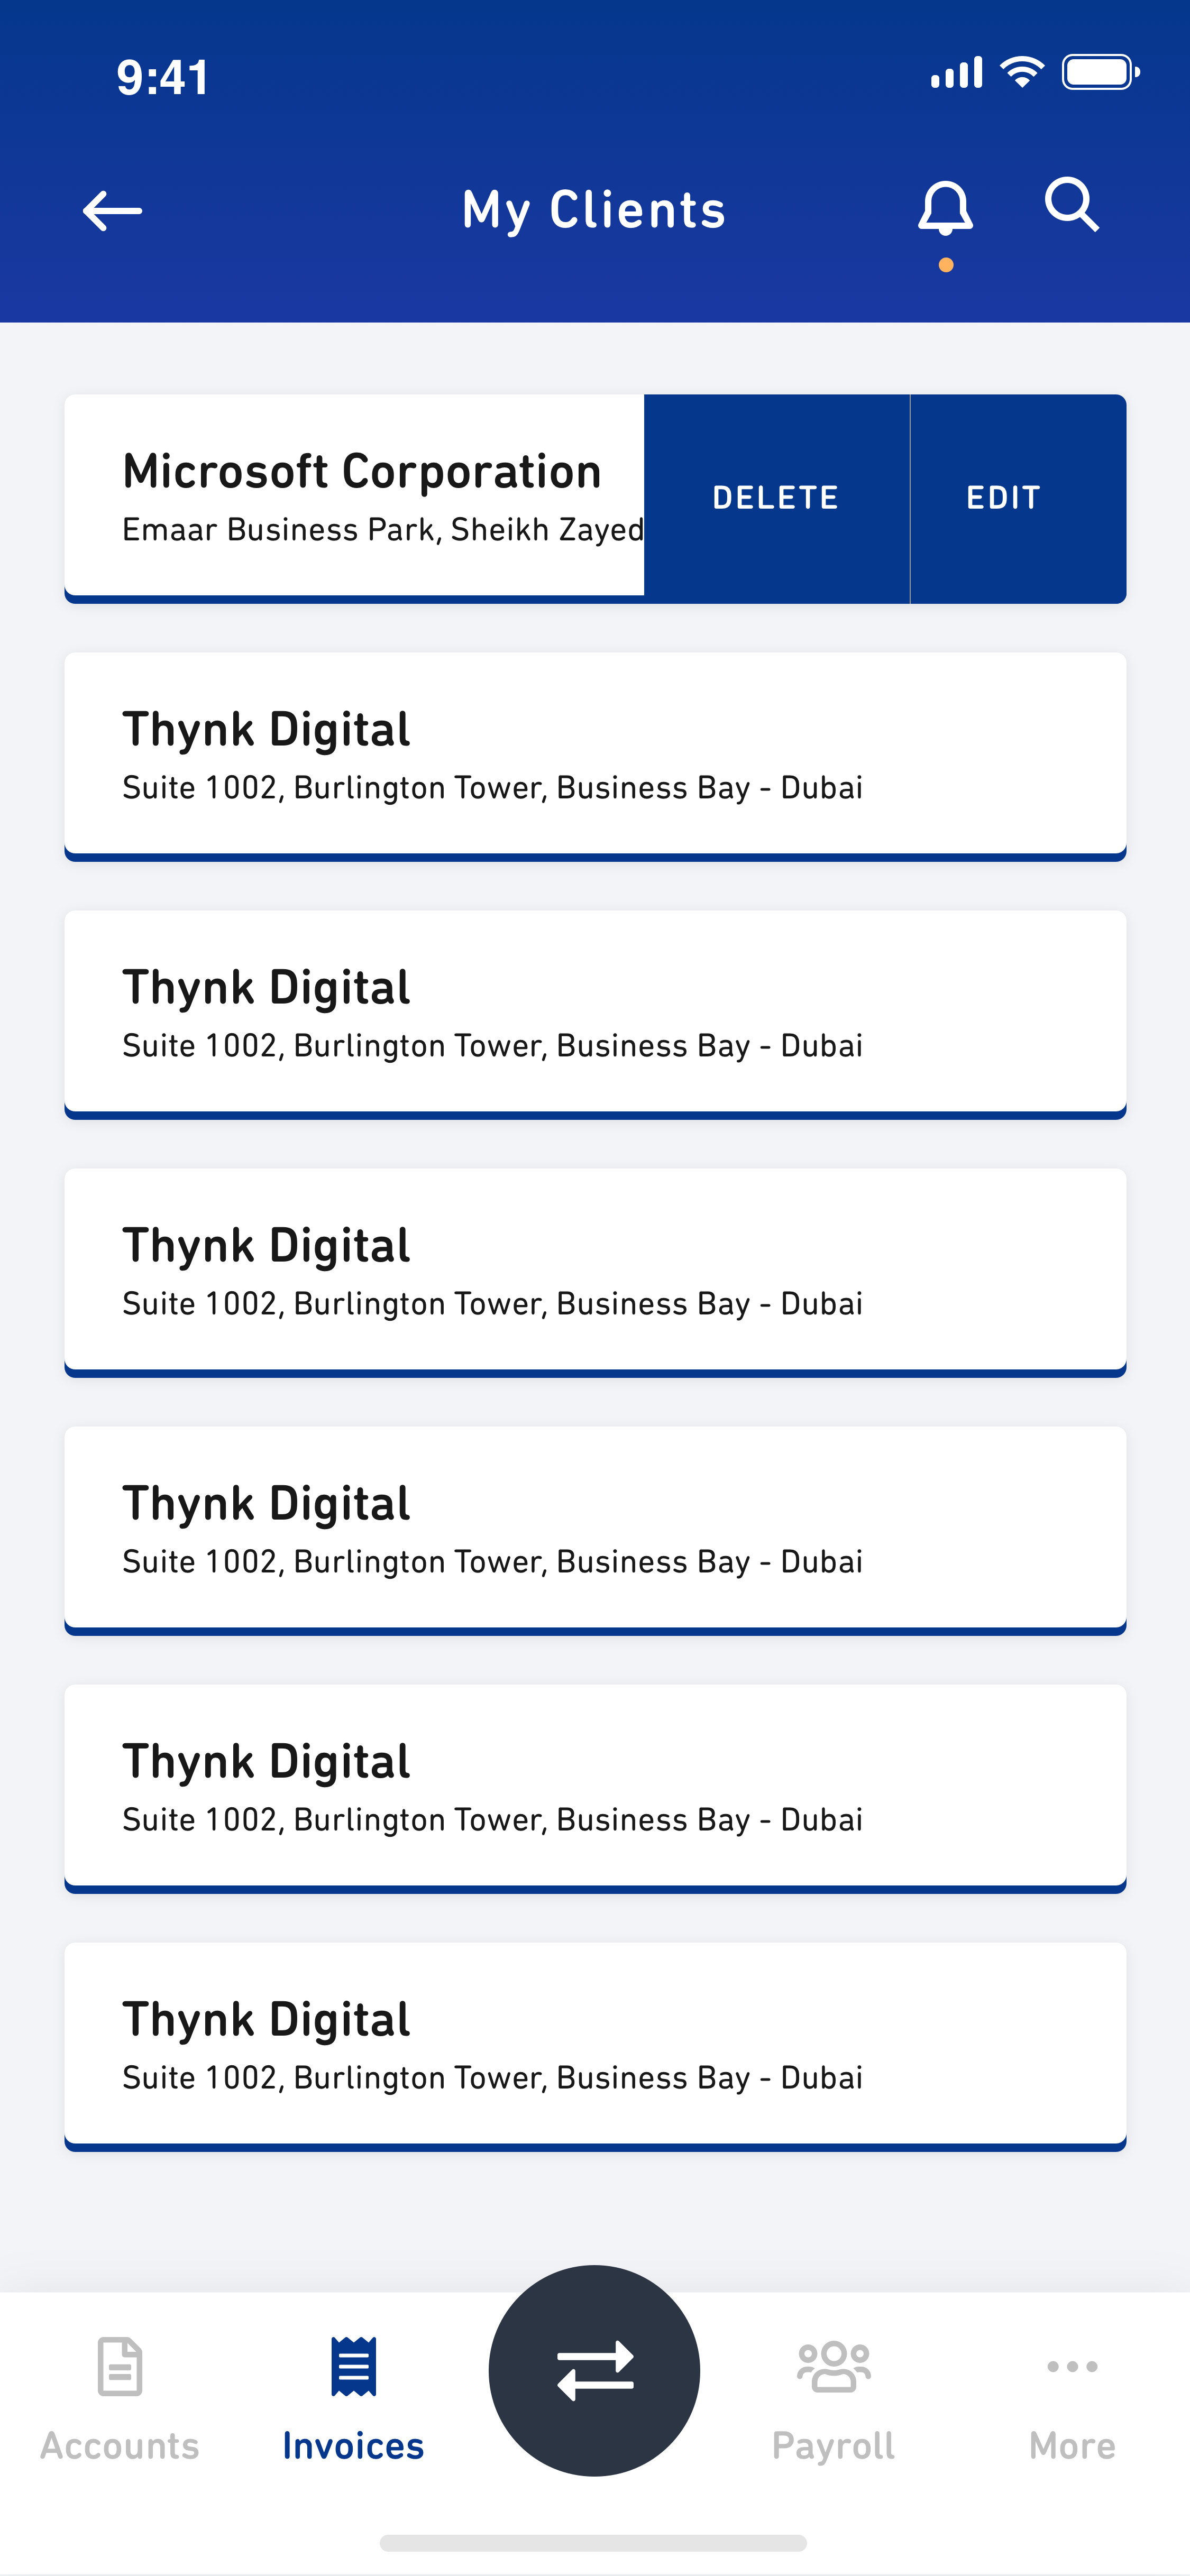 9:41
My Clients
Microsoft Corporation
Emaar Business Park, Sheikh Zayed
DELETE
EDIT
Thynk Digital
Suite 1002, Burlington Tower, Business Bay - Dubai
Thynk Digital
Suite 1002, Burlington Tower, Business Bay - Dubai
Thynk Digital
Suite 1002, Burlington Tower, Business Bay - Dubai
Thynk Digital
Suite 1002, Burlington Tower, Business Bay - Dubai
Thynk Digital
Suite 1002, Burlington Tower, Business Bay - Dubai
Thynk Digital
Suite 1002, Burlington Tower, Business Bay - Dubai
Accounts
Invoices
Payroll
More